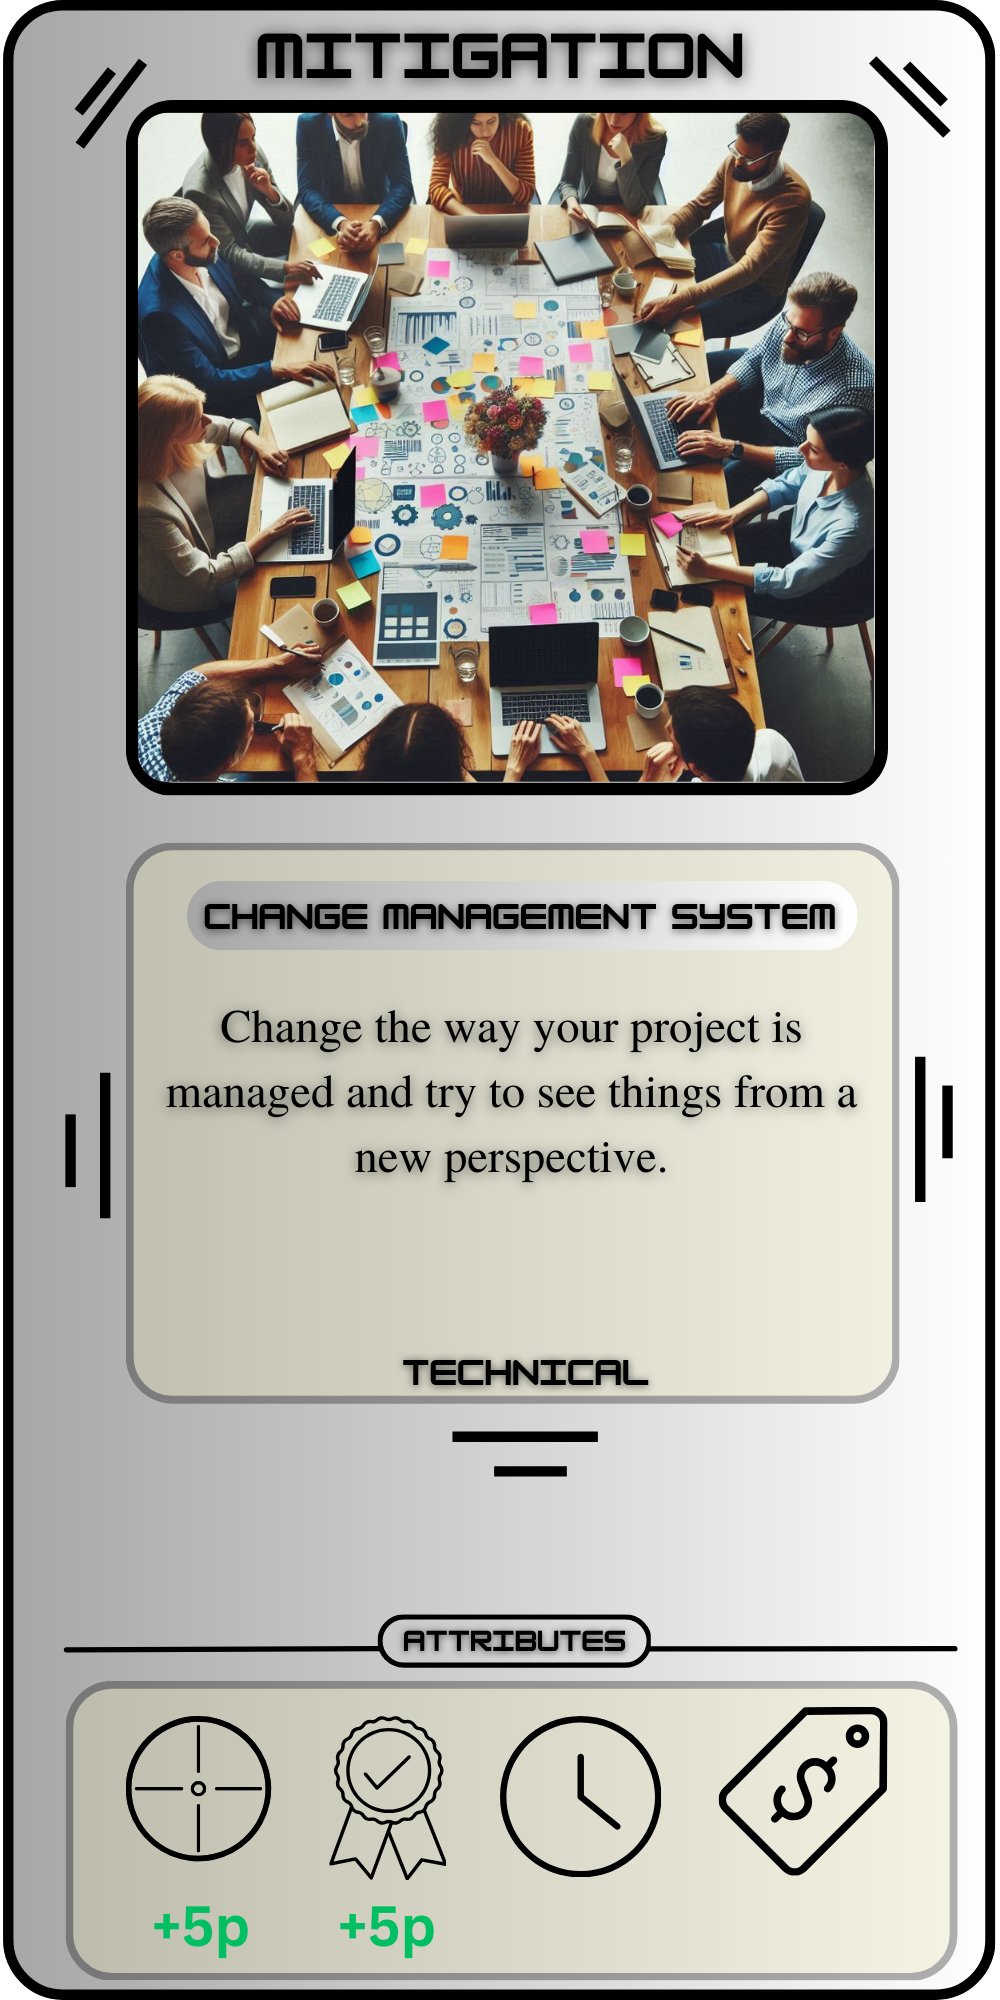 MITIGATION
CHANGE MANAGEMENT SYSTEM
Change the way your project is
managed and try to see things from a
new perspective.
TECHNICAL
ATTRIBUTES
$
+5p +5p